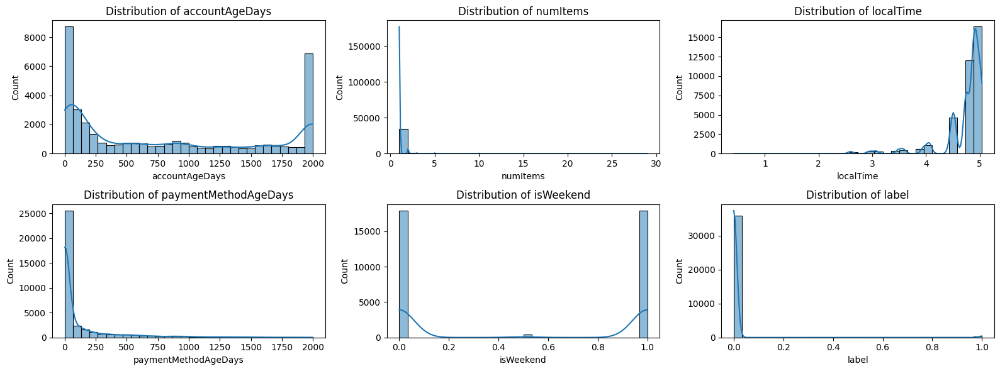 Distribution of accountAgeDays
8000
6000
4000
2000
0
Count
0 250 500 750 1000 1250 1500 1750 2000
accountAgeDays
Distribution of numItems
150000
100000
50000
0
Count
0 5 10 15 20 25 30
numItems
Distribution of localTime
15000
12500
10000
7500
5000
2500
0
Count
1 2 3 4 5
localTime
Distribution of paymentMethodAgeDays
25000
20000
15000
10000
5000
0
Count
0 250 500 750 1000 1250 1500 1750 2000
paymentMethodAgeDays
Distribution of isWeekend
15000
10000
5000
0
Count
0.0 0.2 0.4 0.6 0.8 1.0
isWeekend
Distribution of label
30000
20000
10000
0
Count
0.0 0.2 0.4 0.6 0.8 1.0
label